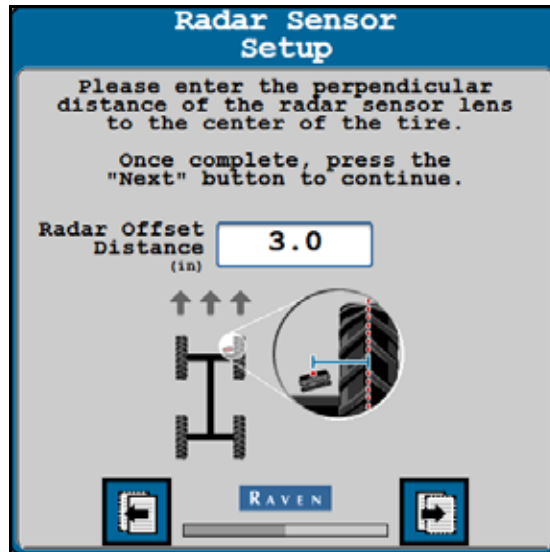 Radar Sensor
Setup
Please enter the perpendicular
distance of the radar sensor lens
to the center of the tire.
Once complete, press the
"Next" button to continue.
Radar Offset
Distance
(in)
3.0
RAVEN